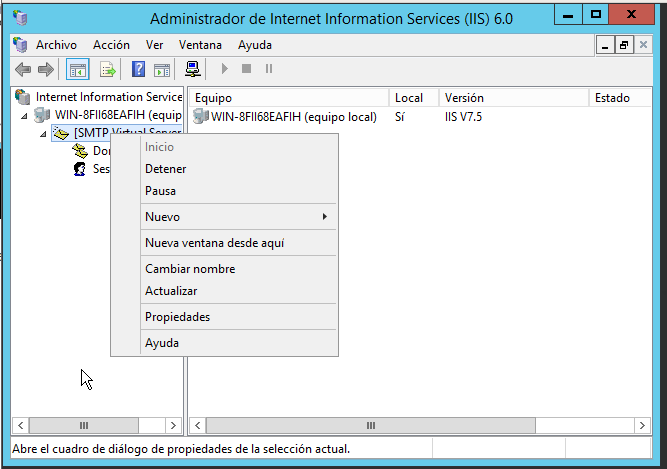 Administrador de Internet Information Services (IIS) 6.0
Archivo Acción Ver Ventana Ayuda
Internet Information Service
WIN-8FII68EAFIH (equip
[SMTP Virtual Server
Dor
Ses
Equipo Local Versión Estado
WIN-8FII68EAFIH (equipo local) Sí IIS V7.5
Inicio
Detener
Pausa
Nuevo
Nueva ventana desde aquí
Cambiar nombre
Actualizar
Propiedades
Ayuda
Abre el cuadro de diálogo de propiedades de la selección actual.